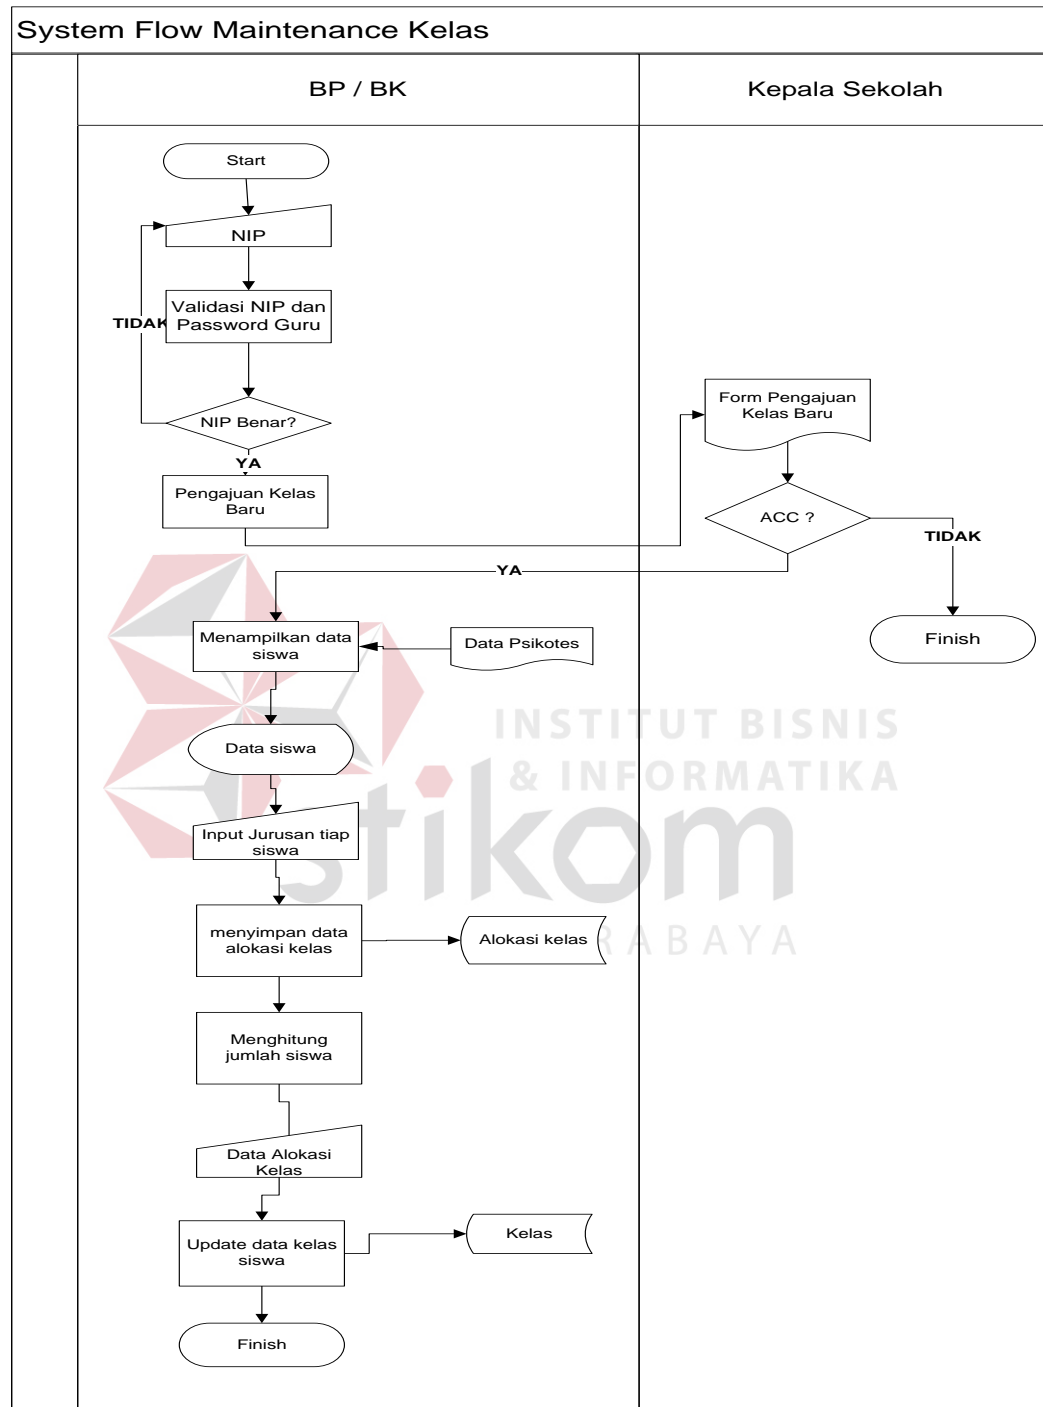 System Flow Maintenance Kelas
BP / BK
Kepala Sekolah
Start
NIP
Validasi NIP dan
Password Guru
TIDAK
NIP Benar?
YA
Pengajuan Kelas
Baru
Form Pengajuan
Kelas Baru
ACC ?
TIDAK
YA
Finish
Menampilkan data
siswa
Data Psikotes
Data siswa
Input Jurusan tiap
siswa
menyimpan data
alokasi kelas
Alokasi kelas
Menghitung
jumlah siswa
Data Alokasi
Kelas
Update data kelas
siswa
Kelas
Finish
INSTITUT BISNIS
& INFORMATIKA
stikom
RABAYA